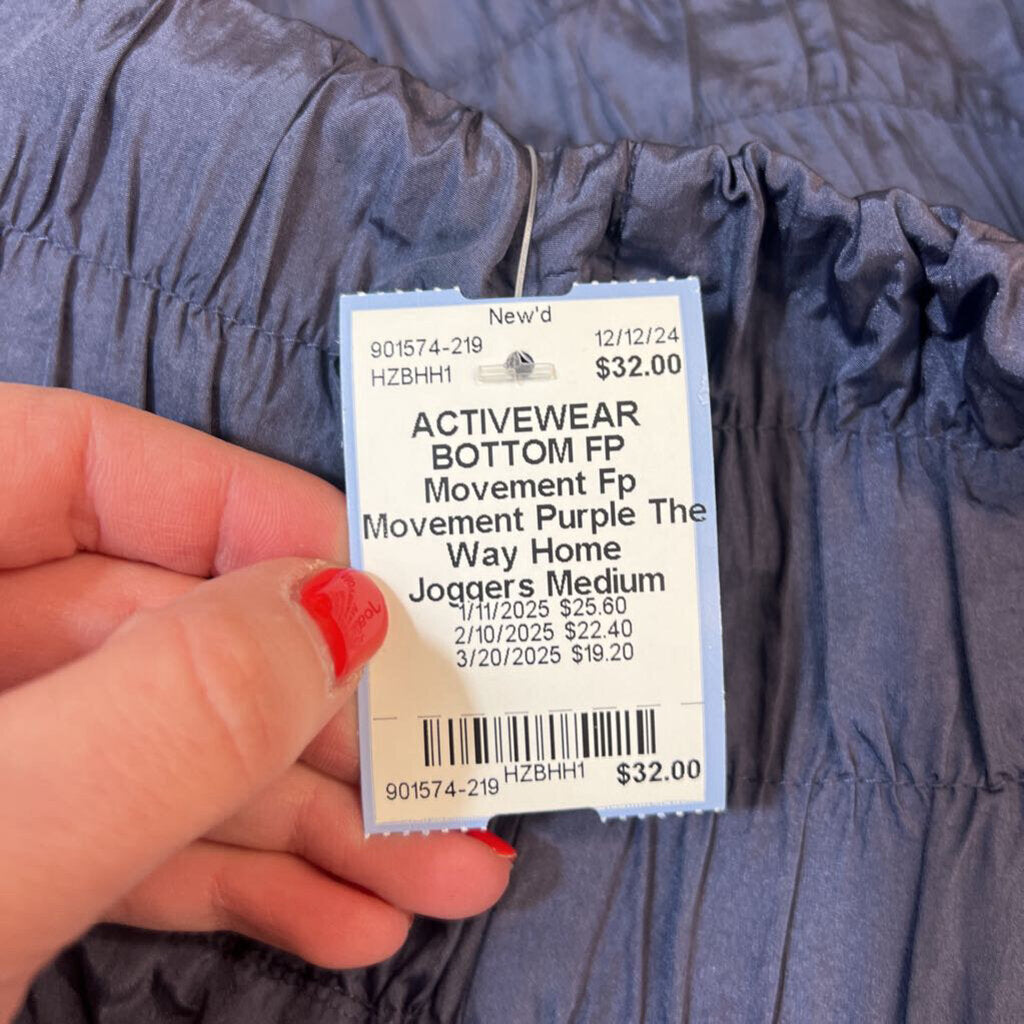 New'd
901574-219 12/12/24
HZBHH1 $32.00
ACTIVEWEAR
BOTTOM FP
Movement Fp
Movement Purple The
Way Home
Joggers Medium
1/11/2025 $25.60
2/10/2025 $22.40
3/20/2025 $19.20
901574-219 HZBHH1 $32.00